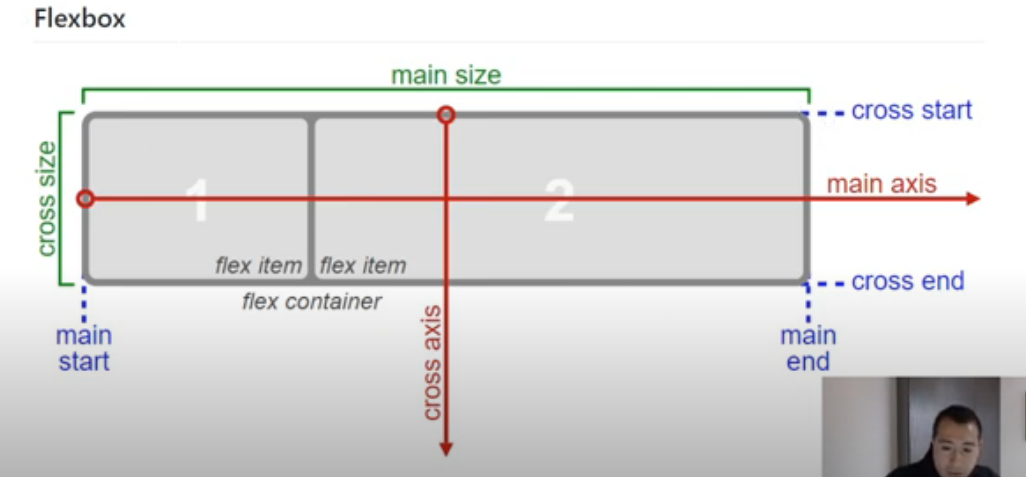 Flexbox
main size
cross start
cross size
1
2
main axis
flex item
flex item
cross end
flex container
main
start
cross axis
main
end